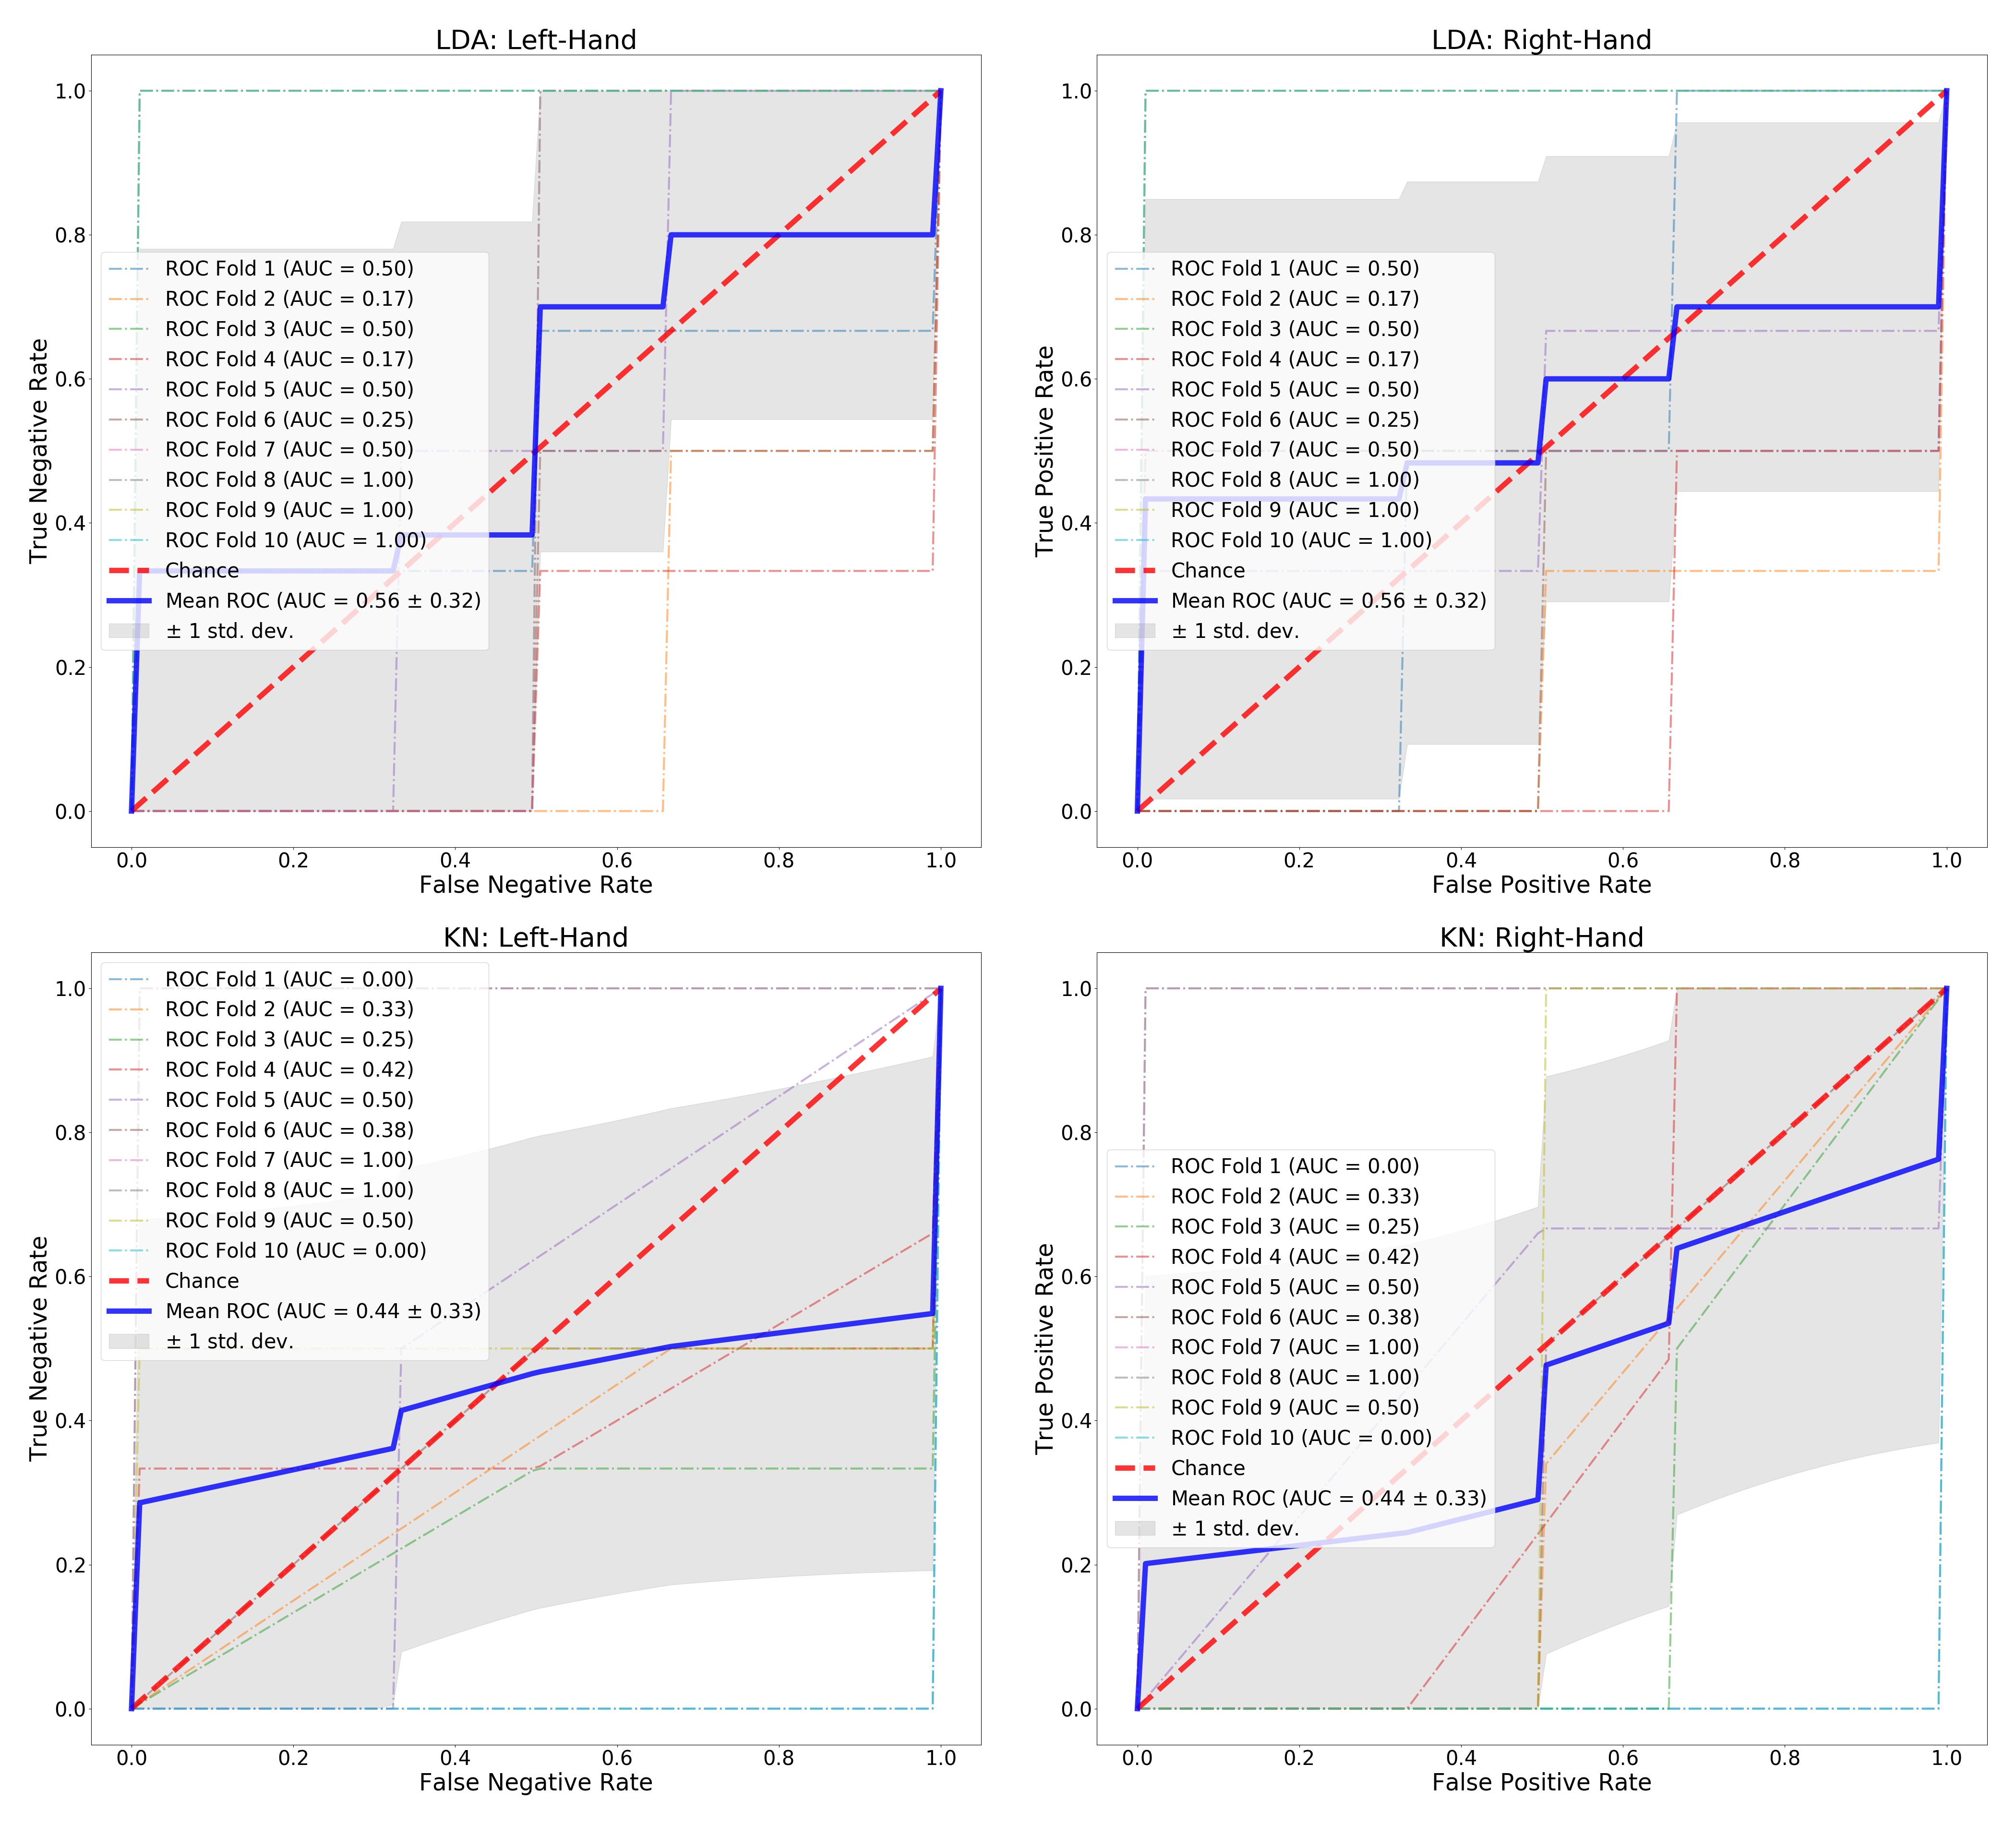 LDA: Left-Hand
True Negative Rate
1.0
0.8
0.6
0.4
0.2
0.0
ROC Fold 1 (AUC = 0.50)
ROC Fold 2 (AUC = 0.17)
ROC Fold 3 (AUC = 0.50)
ROC Fold 4 (AUC = 0.17)
ROC Fold 5 (AUC = 0.50)
ROC Fold 6 (AUC = 0.25)
ROC Fold 7 (AUC = 0.50)
ROC Fold 8 (AUC = 1.00)
ROC Fold 9 (AUC = 1.00)
ROC Fold 10 (AUC = 1.00)
Chance
Mean ROC (AUC = 0.56 ± 0.32)
± 1 std. dev.
0.0 0.2 0.4 0.6 0.8 1.0
False Negative Rate
LDA: Right-Hand
True Positive Rate
1.0
0.8
0.6
0.4
0.2
0.0
ROC Fold 1 (AUC = 0.50)
ROC Fold 2 (AUC = 0.17)
ROC Fold 3 (AUC = 0.50)
ROC Fold 4 (AUC = 0.17)
ROC Fold 5 (AUC = 0.50)
ROC Fold 6 (AUC = 0.25)
ROC Fold 7 (AUC = 0.50)
ROC Fold 8 (AUC = 1.00)
ROC Fold 9 (AUC = 1.00)
ROC Fold 10 (AUC = 1.00)
Chance
Mean ROC (AUC = 0.56 ± 0.32)
± 1 std. dev.
0.0 0.2 0.4 0.6 0.8 1.0
False Positive Rate
KN: Left-Hand
True Negative Rate
1.0
0.8
0.6
0.4
0.2
0.0
ROC Fold 1 (AUC = 0.00)
ROC Fold 2 (AUC = 0.33)
ROC Fold 3 (AUC = 0.25)
ROC Fold 4 (AUC = 0.42)
ROC Fold 5 (AUC = 0.50)
ROC Fold 6 (AUC = 0.38)
ROC Fold 7 (AUC = 1.00)
ROC Fold 8 (AUC = 1.00)
ROC Fold 9 (AUC = 0.50)
ROC Fold 10 (AUC = 0.00)
Chance
Mean ROC (AUC = 0.44 ± 0.33)
± 1 std. dev.
0.0 0.2 0.4 0.6 0.8 1.0
False Negative Rate
KN: Right-Hand
True Positive Rate
1.0
0.8
0.6
0.4
0.2
0.0
ROC Fold 1 (AUC = 0.00)
ROC Fold 2 (AUC = 0.33)
ROC Fold 3 (AUC = 0.25)
ROC Fold 4 (AUC = 0.42)
ROC Fold 5 (AUC = 0.50)
ROC Fold 6 (AUC = 0.38)
ROC Fold 7 (AUC = 1.00)
ROC Fold 8 (AUC = 1.00)
ROC Fold 9 (AUC = 0.50)
ROC Fold 10 (AUC = 0.00)
Chance
Mean ROC (AUC = 0.44 ± 0.33)
± 1 std. dev.
0.0 0.2 0.4 0.6 0.8 1.0
False Positive Rate